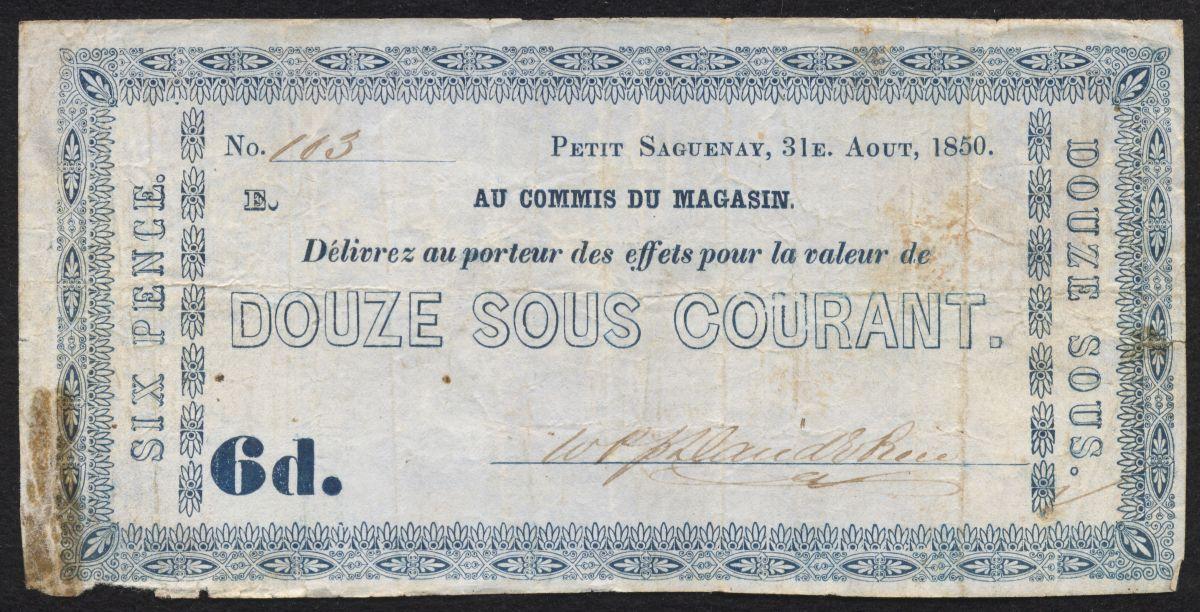 No. 103
PETIT SAGUENAY, 31E. AOUT, 1850.
E.
AU COMMIS DU MAGASIN.
Délivrez au porteur des effets pour la valeur de
DOUZE SOUS COURANT.
6d.
SIX PENCE.
DOUZE SOUS.